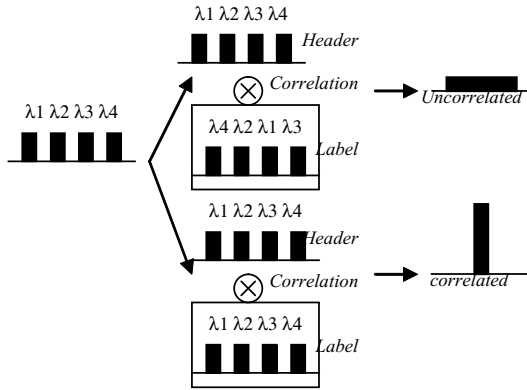 λ1 λ2 λ3 λ4
λ1 λ2 λ3 λ4
Header
Correlation
Uncorrelated
λ4 λ2 λ1 λ3
Label
λ1 λ2 λ3 λ4
Header
Correlation
correlated
λ1 λ2 λ3 λ4
Label